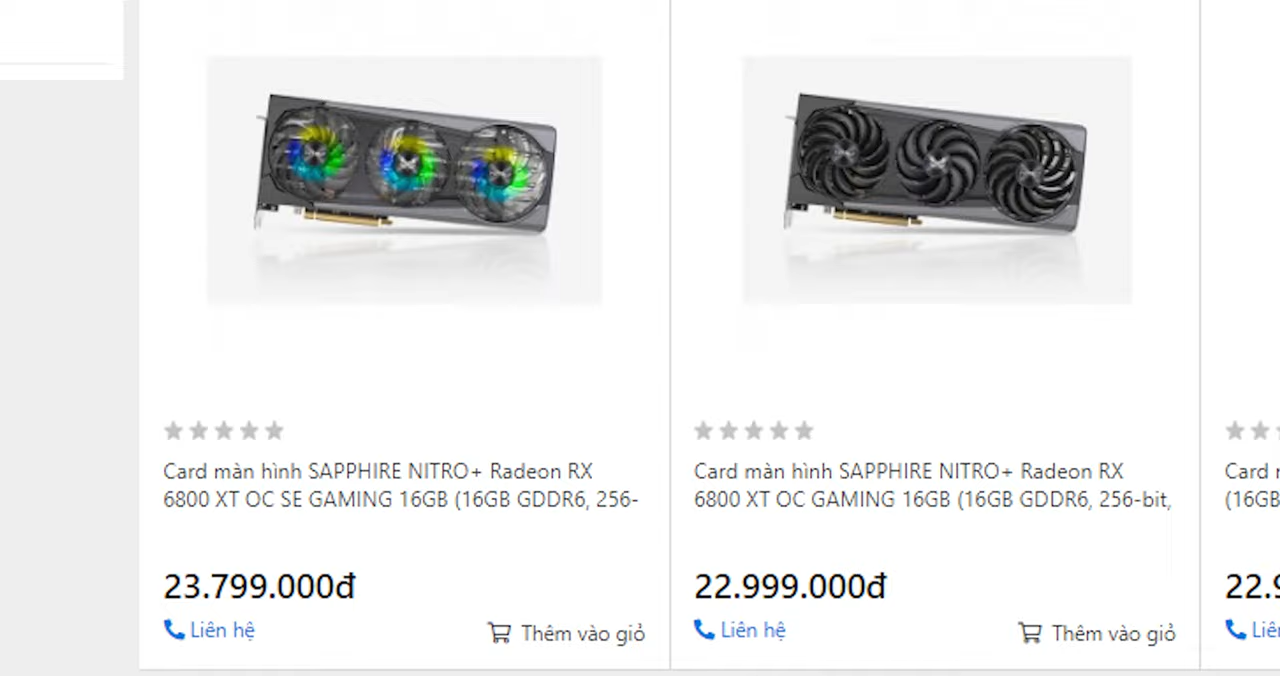 Card màn hình SAPPHIRE NITRO+ Radeon RX
6800 XT OC SE GAMING 16GB (16GB GDDR6, 256-
23.799.000đ
Liên hệ
Thêm vào giỏ
Card màn hình SAPPHIRE NITRO+ Radeon RX
6800 XT OC GAMING 16GB (16GB GDDR6, 256-bit,
22.999.000đ
Liên hệ
Thêm vào giỏ
Card
(16GB
22.9